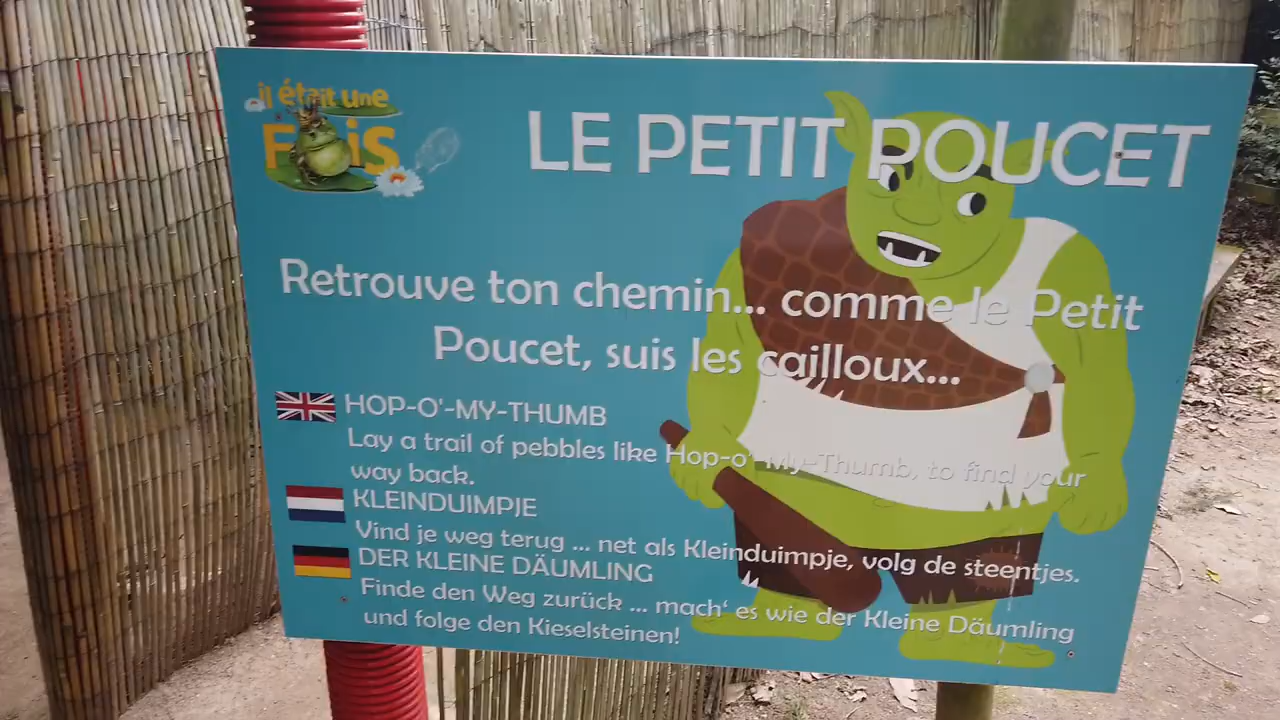 il était une
Fois
LE PETIT POUCET
Retrouve ton chemin... comme le Petit
Poucet, suis les cailloux...
HOP-O'-MY-THUMB
Lay a trail of pebbles like Hop-o'-My-Thumb, to find your
way back.
KLEINDUIMPJE
Vind je weg terug ... net als Kleinduimpje, volg de steentjes.
DER KLEINE DÄUMLING
Finde den Weg zurück ... mach' es wie der Kleine Däumling
und folge den Kieselsteinen!